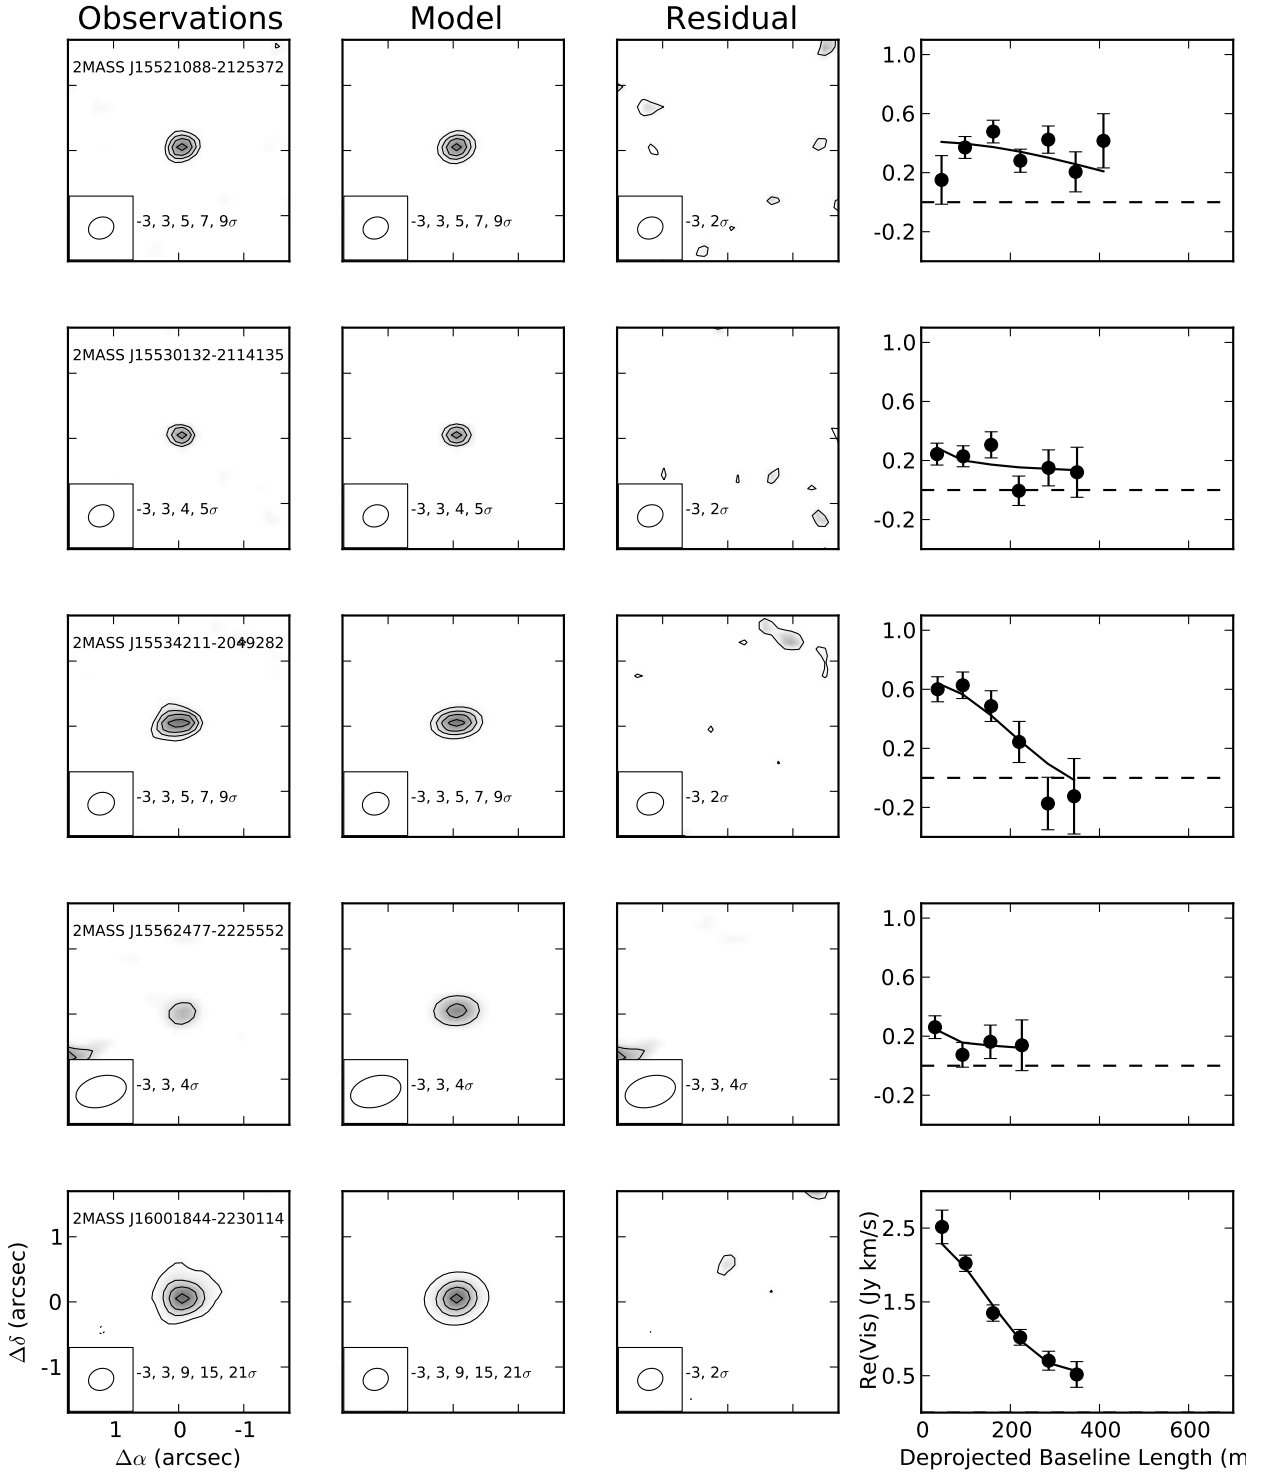 Observations Model Residual
2MASS J15521088-2125372
-3, 3, 5, 7, 9σ -3, 3, 5, 7, 9σ -3, 2σ
1.0
0.6
0.2
-0.2
2MASS J15530132-2114135
-3, 3, 4, 5σ -3, 3, 4, 5σ -3, 2σ
1.0
0.6
0.2
-0.2
2MASS J15534211-2049282
-3, 3, 5, 7, 9σ -3, 3, 5, 7, 9σ -3, 2σ
1.0
0.6
0.2
-0.2
2MASS J15562477-2225552
-3, 3, 4σ -3, 3, 4σ -3, 3, 4σ
1.0
0.6
0.2
-0.2
2MASS J16001844-2230114
-3, 3, 9, 15, 21σ -3, 3, 9, 15, 21σ -3, 2σ
1
0
-1
Δδ (arcsec)
1 0 -1
Δα (arcsec)
Re(Vis) (Jy km/s)
2.5
1.5
0.5
0 200 400 600
Deprojected Baseline Length (m